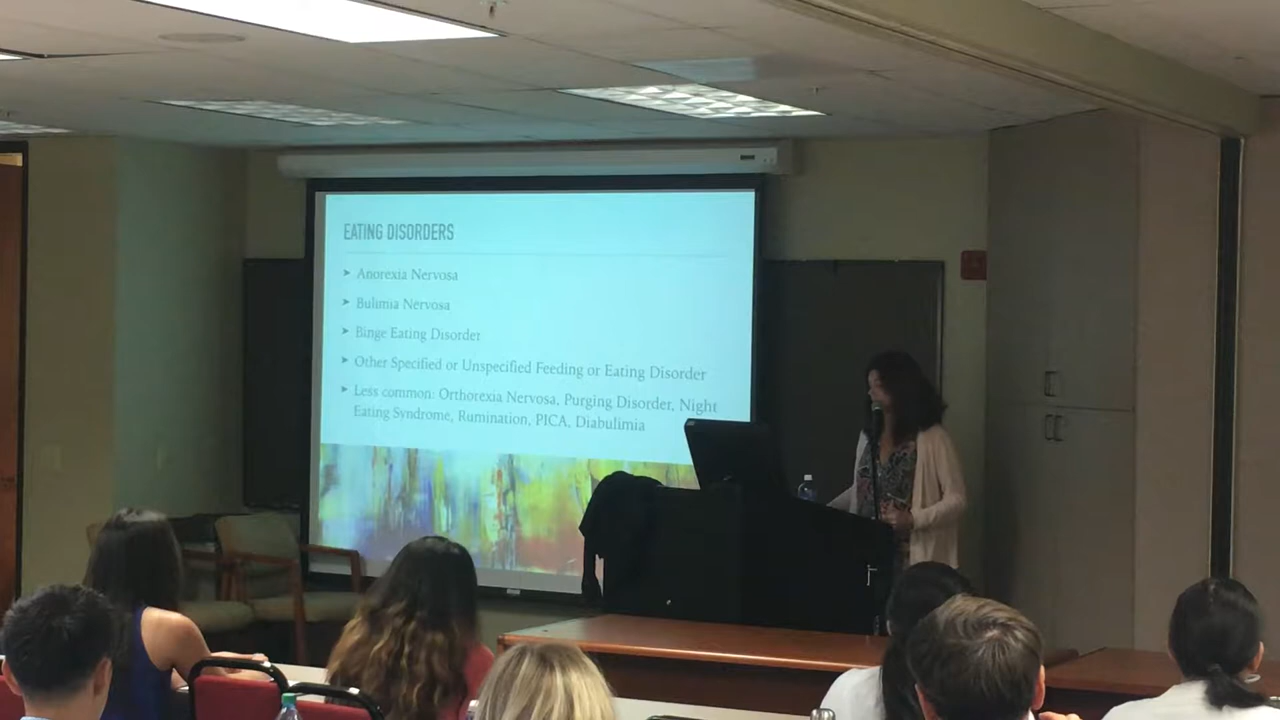 EATING DISORDERS
➤ Anorexia Nervosa
➤ Bulimia Nervosa
➤ Binge Eating Disorder
➤ Other Specified or Unspecified Feeding or Eating Disorder
➤ Less common: Orthorexia Nervosa, Purging Disorder, Night
Eating Syndrome, Rumination, PICA, Diabulimia